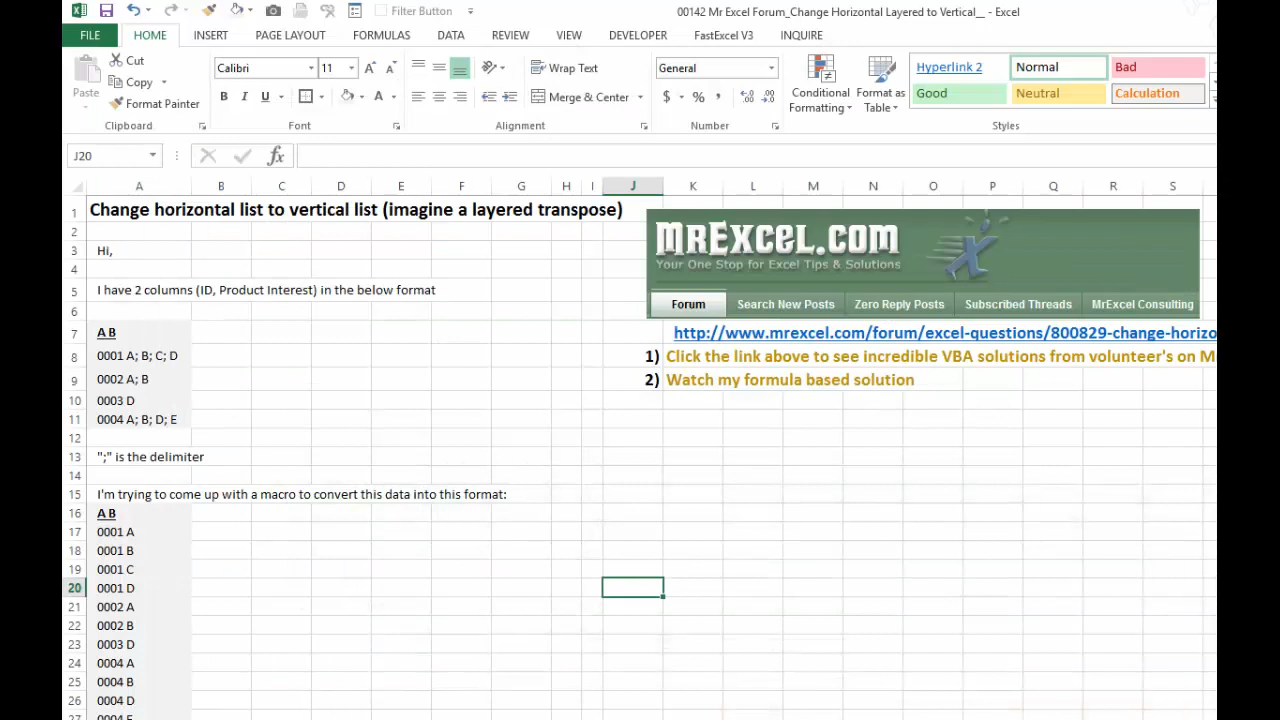 00142 Mr Excel Forum_Change Horizontal Layered to Vertical__ - Excel
Filter Button
FILE HOME INSERT PAGE LAYOUT FORMULAS DATA REVIEW VIEW DEVELOPER FastExcel V3 INQUIRE
Cut
Copy
Format Painter
Paste
Clipboard
Calibri 11
B I U
Font
Wrap Text
Merge & Center
Alignment
General
$ % ,
Number
Conditional Formatting
Format as Table
Hyperlink 2 Normal Bad
Good Neutral Calculation
Styles
J20
fx
A B C D E F G H I J K L M N O P Q R S
1 Change horizontal list to vertical list (imagine a layered transpose)
2
3 Hi,
4
5 I have 2 columns (ID, Product Interest) in the below format
6
7 A B
8 0001 A; B; C; D
9 0002 A; B
10 0003 D
11 0004 A; B; D; E
12
13 ";" is the delimiter
14
15 I'm trying to come up with a macro to convert this data into this format:
16 A B
17 0001 A
18 0001 B
19 0001 C
20 0001 D
21 0002 A
22 0002 B
23 0003 D
24 0004 A
25 0004 B
26 0004 D
27 0004 E
MREXCEL.COM
Your One Stop for Excel Tips & Solutions
Forum Search New Posts Zero Reply Posts Subscribed Threads MrExcel Consulting
http://www.mrexcel.com/forum/excel-questions/800829-change-horizo
1) Click the link above to see incredible VBA solutions from volunteer's on M
2) Watch my formula based solution